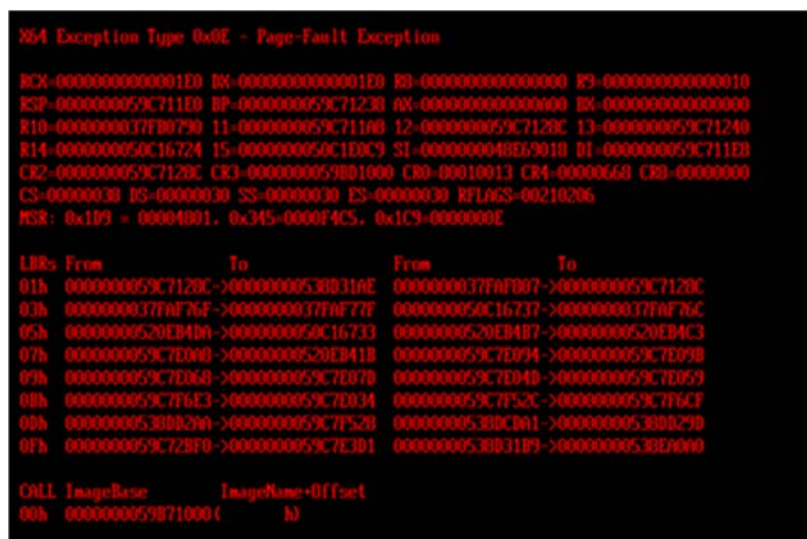 X64 Exception Type 0x0E - Page-Fault Exception
RCX=00000000000001E0 DX=00000000000001E0 R8=0000000000000000 R9=0000000000000010
RSP=0000000059C711E0 BP=0000000059C71230 AX=0000000000000A00 BX=0000000000000000
R10=0000000037FB0790 11=0000000059C711A8 12=0000000059C7128C 13=0000000059C71240
R14=0000000050C16724 15=0000000050C1E0C9 SI=0000000048E69018 DI=0000000059C711E8
CR2=0000000059C7128C CR3=0000000059BD1000 CR0=80010013 CR4=00000668 CR8=00000000
CS=00000038 DS=00000030 SS=00000030 ES=00000030 RFLAGS=00210206
MSR: 0x1D9 = 00004801, 0x345=0000F4C5, 0x1C9=0000000E
LBRs From To From To
01h 0000000059C7128C->00000000538D31AE 0000000037FAF807->0000000059C7128C
03h 0000000037FAF76F->0000000037FAF77F 0000000050C16737->0000000037FAF76C
05h 00000000520EB4DA->0000000050C16733 00000000520EB4B7->00000000520EB4C3
07h 0000000059C7E0A8->00000000520EB41B 0000000059C7E094->0000000059C7E098
09h 0000000059C7E068->0000000059C7E07D 0000000059C7E04D->0000000059C7E059
0Bh 0000000059C7F6E3->0000000059C7E034 0000000059C7F52C->0000000059C7F6CF
0Dh 00000000538DD2AA->0000000059C7F528 00000000538DCDA1->00000000538DD29D
0Fh 0000000059C72BF0->0000000059C7E3D1 00000000538D31B9->00000000538EA0A0
CALL ImageBase ImageName+Offset
00h 0000000059B71000( h)